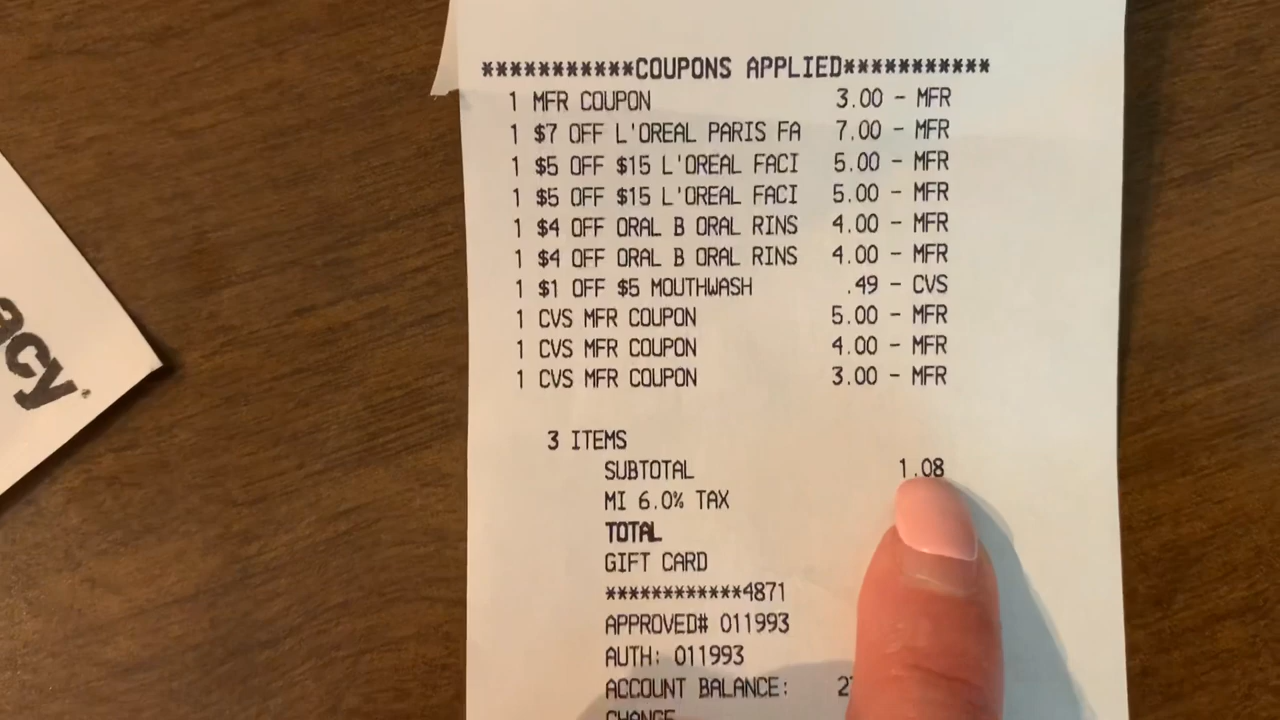 ***********COUPONS APPLIED***********
1 MFR COUPON 3.00 - MFR
1 $7 OFF L'OREAL PARIS FA 7.00 - MFR
1 $5 OFF $15 L'OREAL FACI 5.00 - MFR
1 $5 OFF $15 L'OREAL FACI 5.00 - MFR
1 $4 OFF ORAL B ORAL RINS 4.00 - MFR
1 $4 OFF ORAL B ORAL RINS 4.00 - MFR
1 $1 OFF $5 MOUTHWASH .49 - CVS
1 CVS MFR COUPON 5.00 - MFR
1 CVS MFR COUPON 4.00 - MFR
1 CVS MFR COUPON 3.00 - MFR
3 ITEMS
SUBTOTAL 1.08
MI 6.0% TAX
TOTAL
GIFT CARD
************4871
APPROVED# 011993
AUTH: 011993
ACCOUNT BALANCE: 2
CHANGE
acy